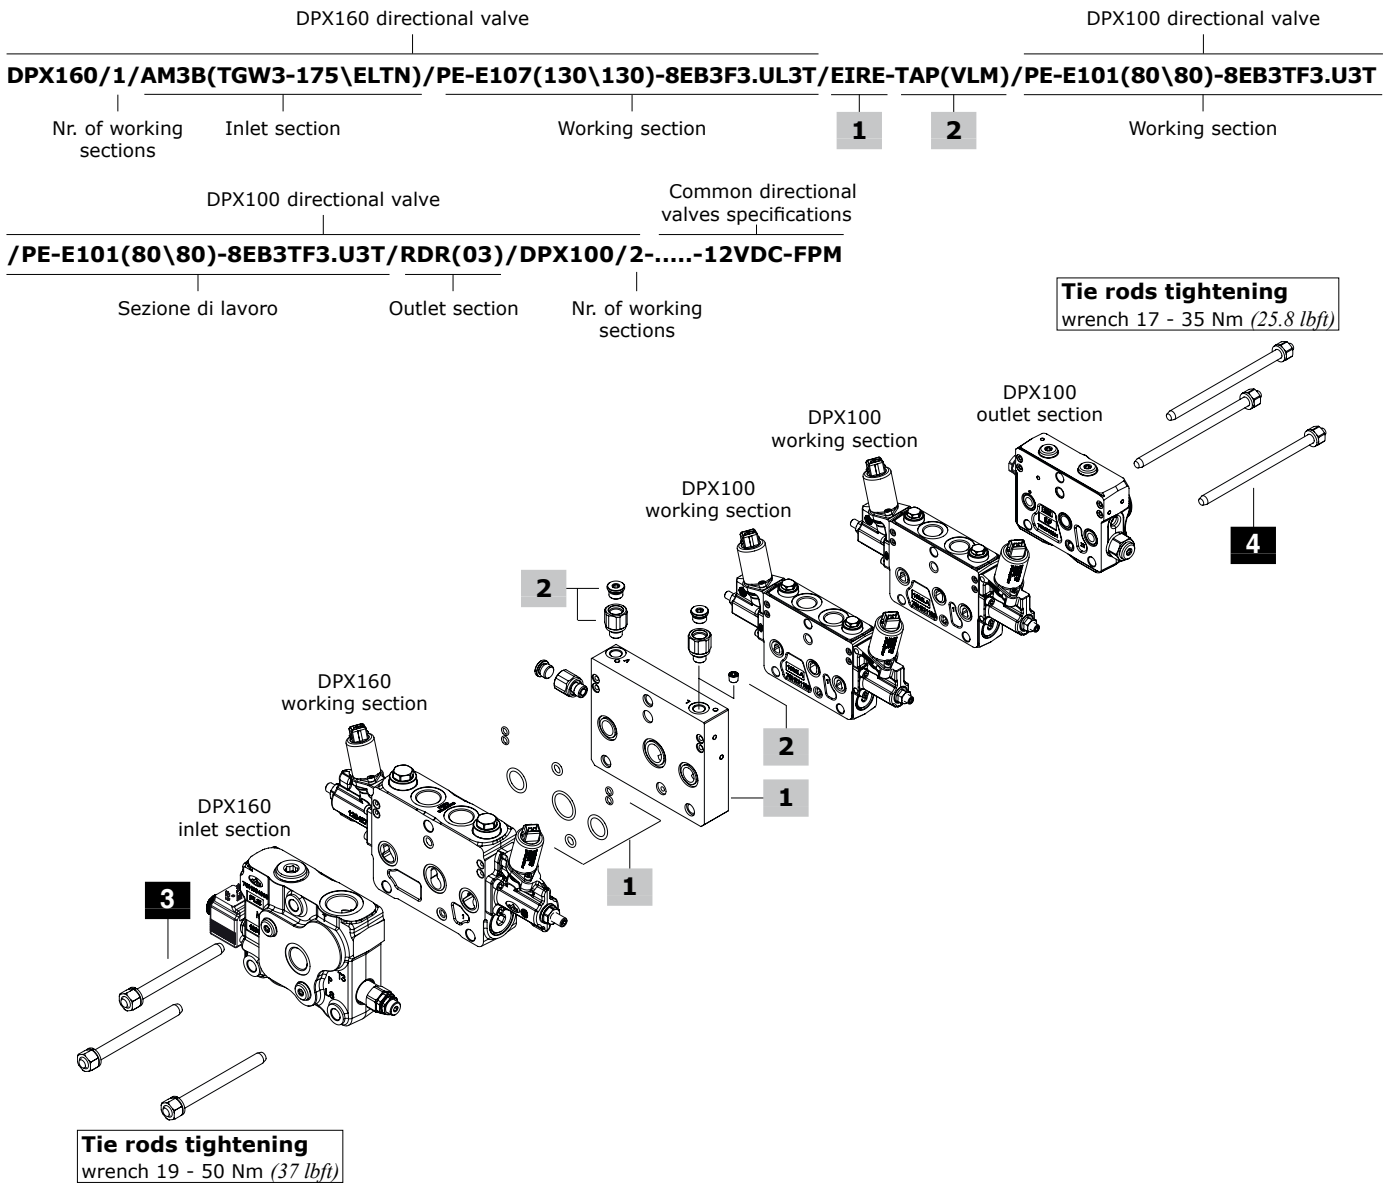 DPX160 directional valve
DPX100 directional valve
DPX160/1/AM3B(TGW3-175\ELTN)/PE-E107(130\130)-8EB3F3.UL3T/EIRE-TAP(VLM)/PE-E101(80\80)-8EB3TF3.U3T
Nr. of working
sections
Inlet section
Working section
1
2
Working section
DPX100 directional valve
Common directional
valves specifications
/PE-E101(80\80)-8EB3TF3.U3T/RDR(03)/DPX100/2-.....-12VDC-FPM
Sezione di lavoro
Outlet section
Nr. of working
sections
Tie rods tightening
wrench 17 - 35 Nm (25.8 lbft)
DPX100
outlet section
DPX100
working section
DPX100
working section
4
2
DPX160
working section
2
1
DPX160
inlet section
1
3
Tie rods tightening
wrench 19 - 50 Nm (37 lbft)